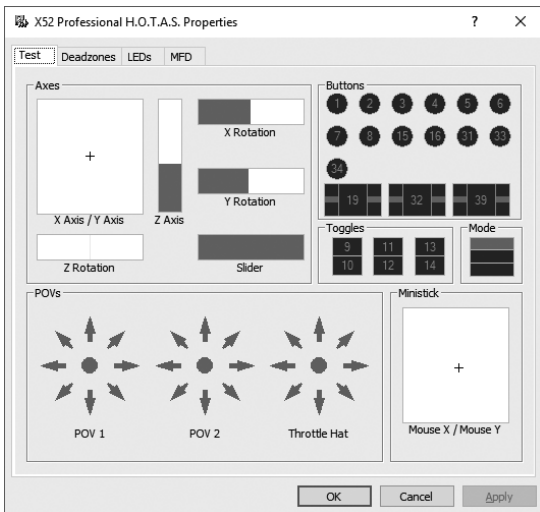 X52 Professional H.O.T.A.S. Properties
?
Test Deadzones LEDs MFD
Axes
X Axis / Y Axis
Z Axis
X Rotation
Y Rotation
Z Rotation
Slider
Buttons
1 2 3 4 5 6
7 8 15 16 31 33
34
19 32 39
Toggles
9 11 13
10 12 14
Mode
POVs
POV 1
POV 2
Throttle Hat
Ministick
Mouse X / Mouse Y
OK Cancel Apply